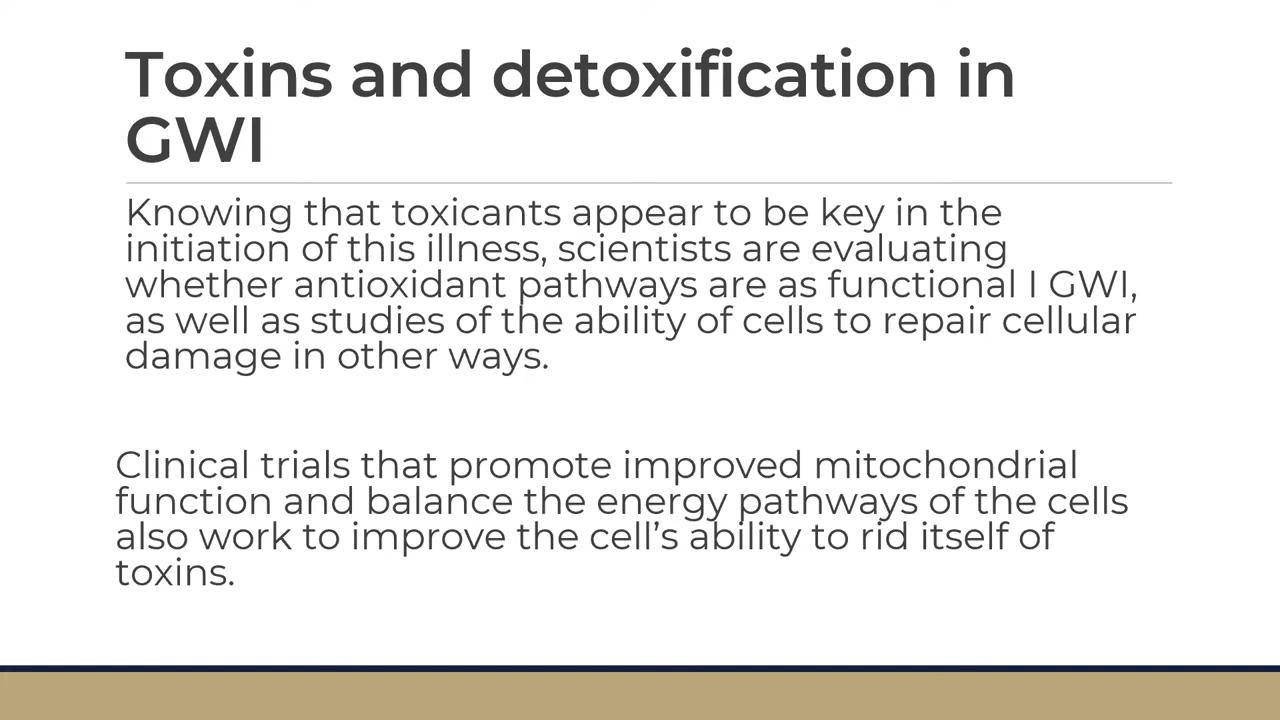 Toxins and detoxification in
GWI
Knowing that toxicants appear to be key in the
initiation of this illness, scientists are evaluating
whether antioxidant pathways are as functional I GWI,
as well as studies of the ability of cells to repair cellular
damage in other ways.
Clinical trials that promote improved mitochondrial
function and balance the energy pathways of the cells
also work to improve the cell’s ability to rid itself of
toxins.